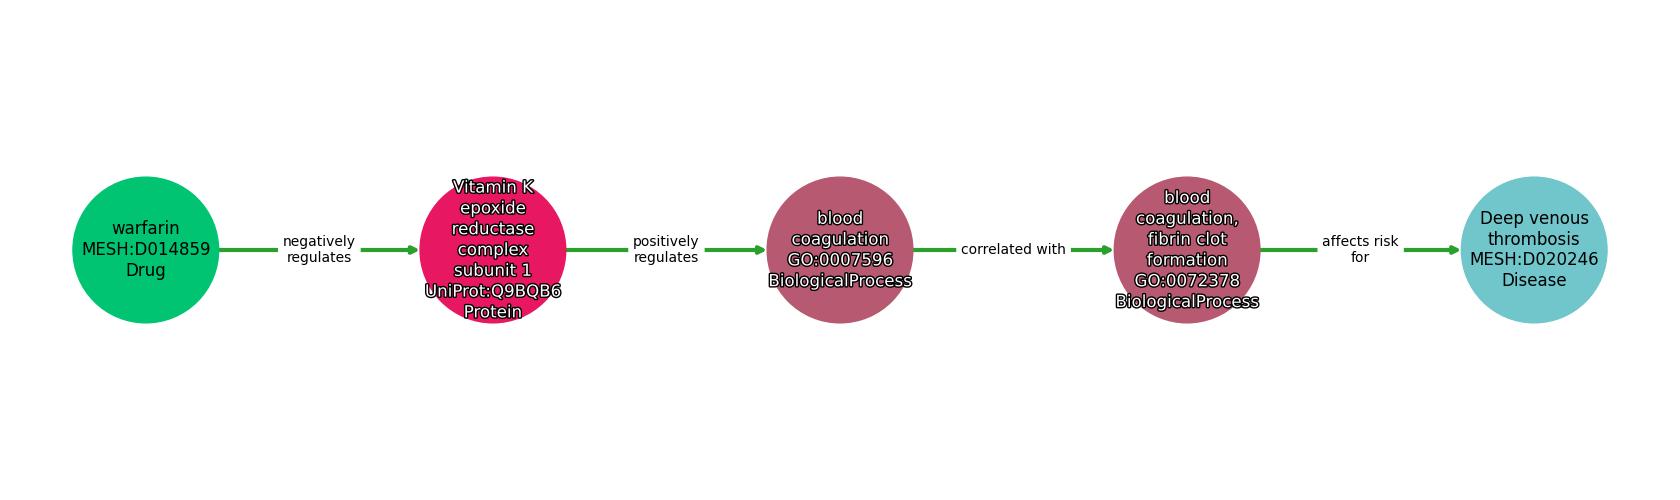 warfarin
MESH:D014859
Drug
negatively
regulates
Vitamin K
epoxide
reductase
complex
subunit 1
UniProt:Q9BQB6
Protein
positively
regulates
blood
coagulation
GO:0007596
BiologicalProcess
correlated with
blood
coagulation,
fibrin clot
formation
GO:0072378
BiologicalProcess
affects risk
for
Deep venous
thrombosis
MESH:D020246
Disease